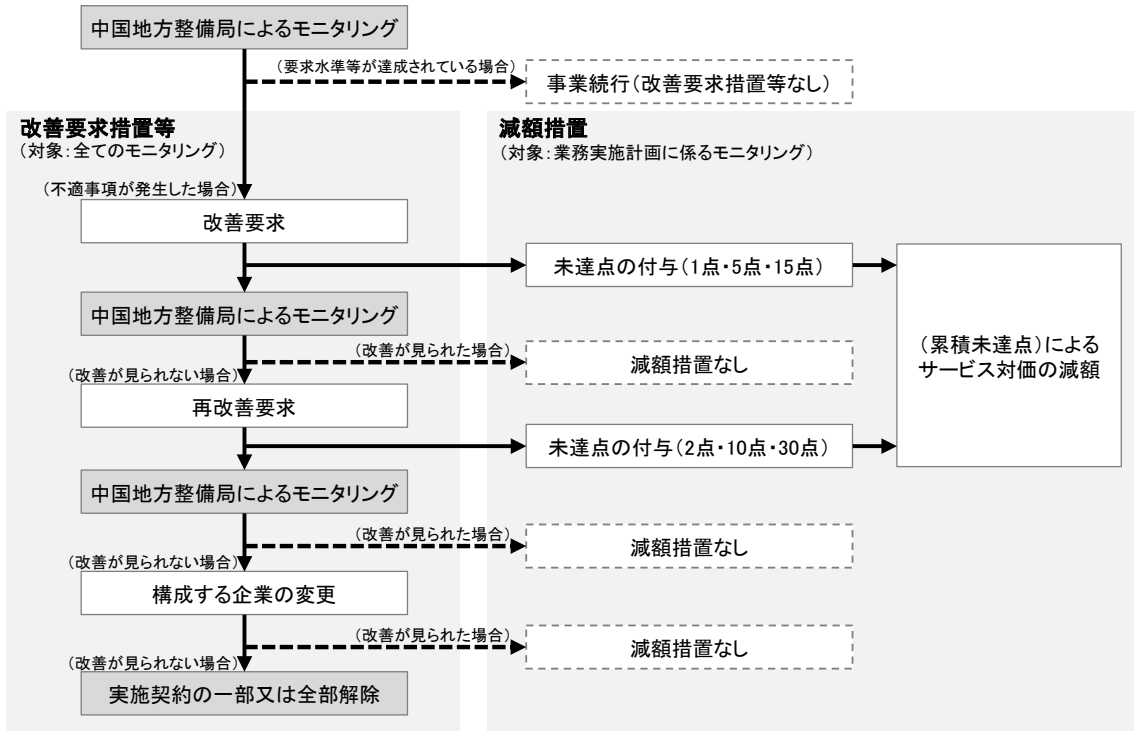 中国地方整備局によるモニタリング
（要求水準等が達成されている場合）
事業続行（改善要求措置等なし）
改善要求措置等
（対象：全てのモニタリング）
減額措置
（対象：業務実施計画に係るモニタリング）
（不適事項が発生した場合）
改善要求
未達点の付与（1点・5点・15点）
中国地方整備局によるモニタリング
（改善が見られた場合）
減額措置なし
（累積未達点）による
サービス対価の減額
（改善が見られない場合）
再改善要求
未達点の付与（2点・10点・30点）
中国地方整備局によるモニタリング
（改善が見られた場合）
減額措置なし
（改善が見られない場合）
構成する企業の変更
（改善が見られた場合）
減額措置なし
（改善が見られない場合）
実施契約の一部又は全部解除